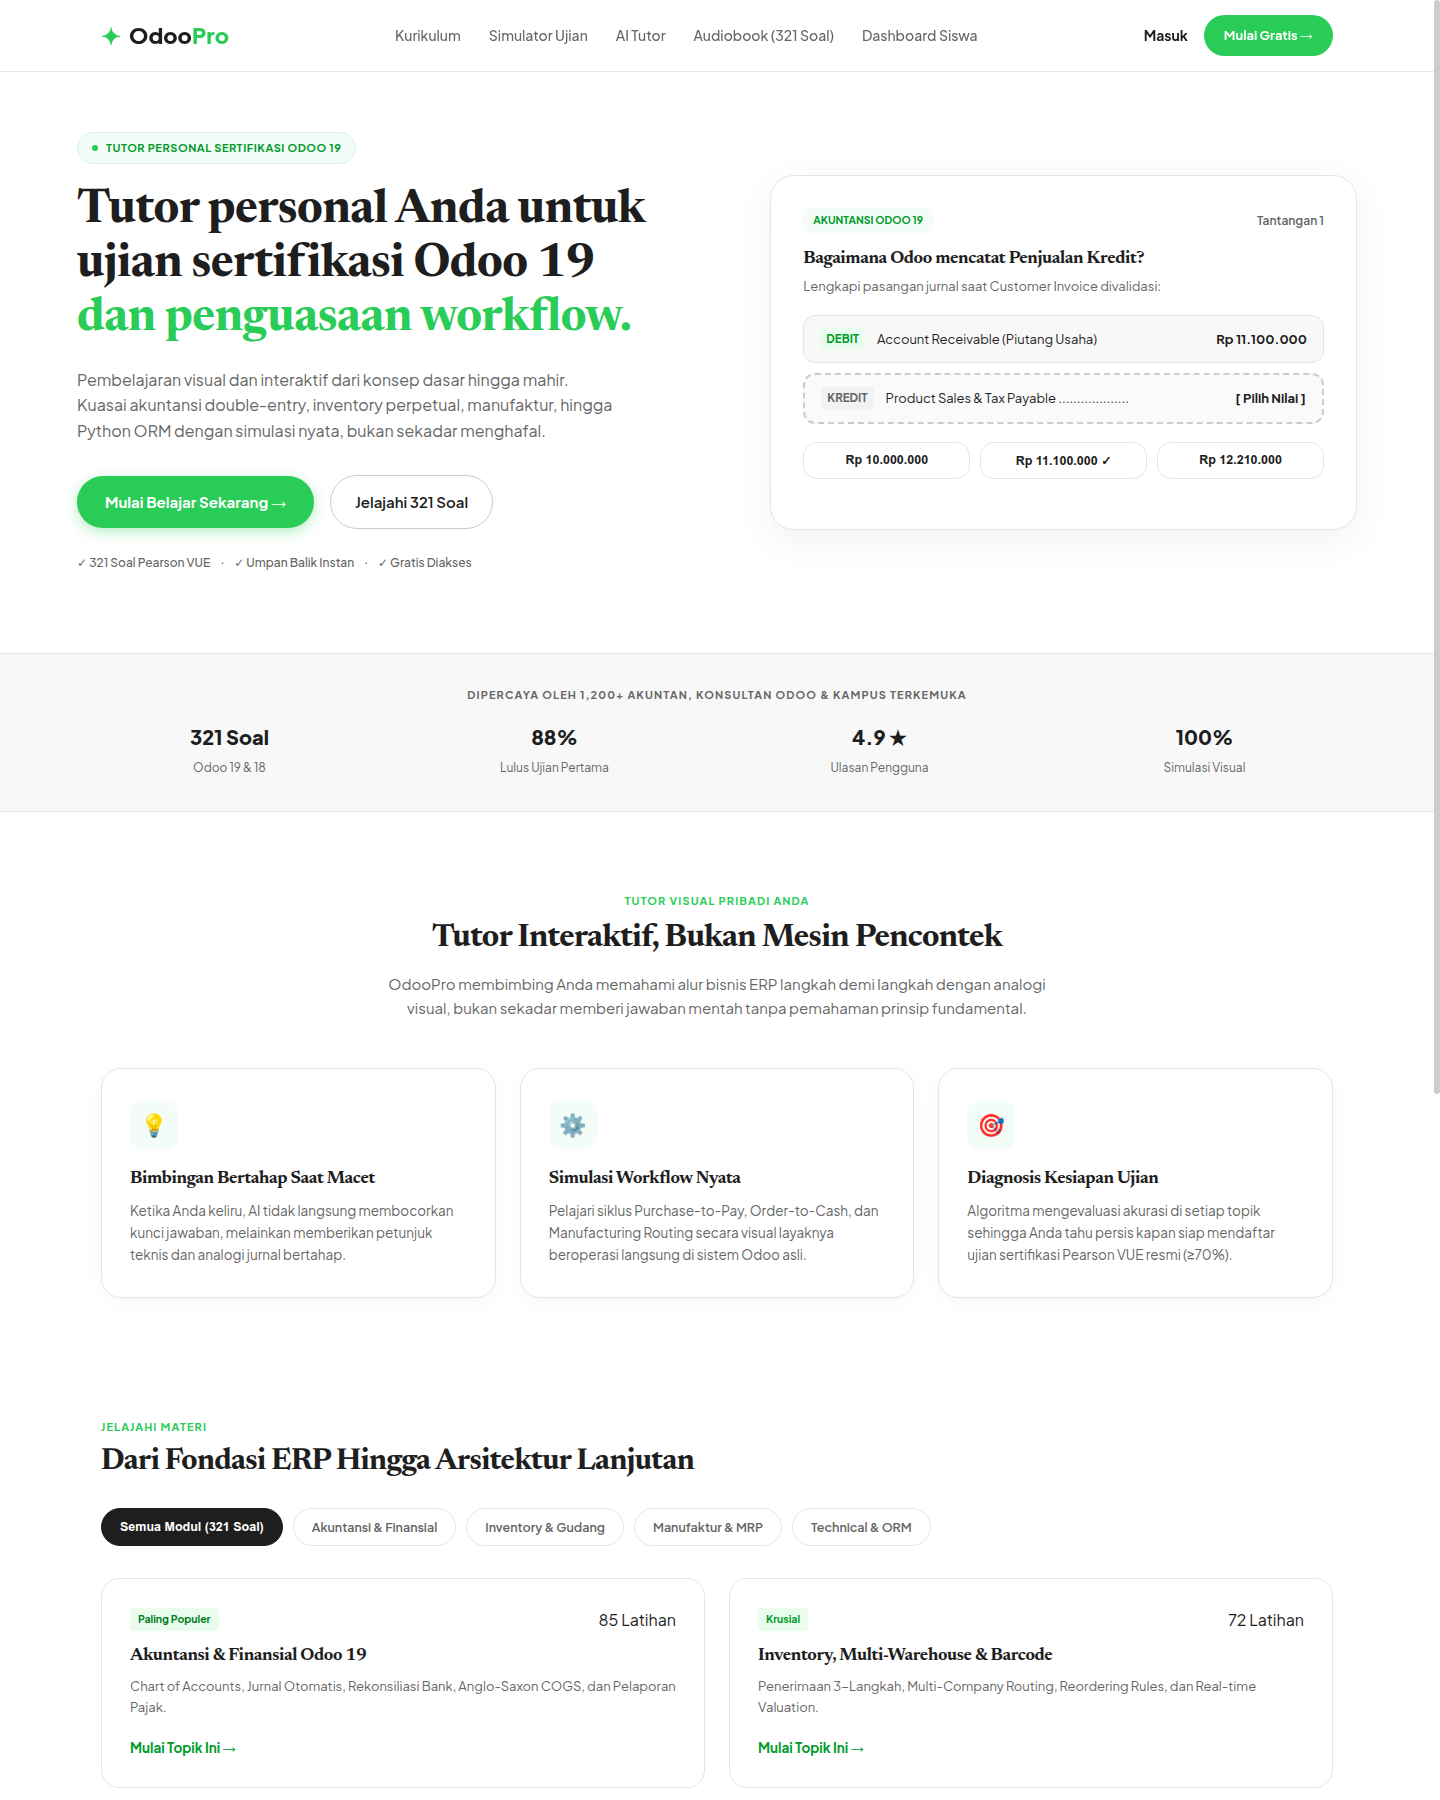 ✦ OdooPro
Kurikulum
Simulator Ujian
AI Tutor
Audiobook (321 Soal)
Dashboard Siswa
Masuk
Mulai Gratis →
TUTOR PERSONAL SERTIFIKASI ODOO 19
Tutor personal Anda untuk
ujian sertifikasi Odoo 19
dan penguasaan workflow.
Pembelajaran visual dan interaktif dari konsep dasar hingga mahir.
Kuasai akuntansi double-entry, inventory perpetual, manufaktur, hingga
Python ORM dengan simulasi nyata, bukan sekadar menghafal.
Mulai Belajar Sekarang →
Jelajahi 321 Soal
✓ 321 Soal Pearson VUE · ✓ Umpan Balik Instan · ✓ Gratis Diakses
AKUNTANSI ODOO 19
Tantangan 1
Bagaimana Odoo mencatat Penjualan Kredit?
Lengkapi pasangan jurnal saat Customer Invoice divalidasi:
DEBIT Account Receivable (Piutang Usaha) Rp 11.100.000
KREDIT Product Sales & Tax Payable ................... [ Pilih Nilai ]
Rp 10.000.000
Rp 11.100.000 ✓
Rp 12.210.000
DIPERCAYA OLEH 1,200+ AKUNTAN, KONSULTAN ODOO & KAMPUS TERKEMUKA
321 Soal
Odoo 19 & 18
88%
Lulus Ujian Pertama
4.9 ★
Ulasan Pengguna
100%
Simulasi Visual
TUTOR VISUAL PRIBADI ANDA
Tutor Interaktif, Bukan Mesin Pencontek
OdooPro membimbing Anda memahami alur bisnis ERP langkah demi langkah dengan analogi
visual, bukan sekadar memberi jawaban mentah tanpa pemahaman prinsip fundamental.
Bimbingan Bertahap Saat Macet
Ketika Anda keliru, AI tidak langsung membocorkan
kunci jawaban, melainkan memberikan petunjuk
teknis dan analogi jurnal bertahap.
Simulasi Workflow Nyata
Pelajari siklus Purchase-to-Pay, Order-to-Cash, dan
Manufacturing Routing secara visual layaknya
beroperasi langsung di sistem Odoo asli.
Diagnosis Kesiapan Ujian
Algoritma mengevaluasi akurasi di setiap topik
sehingga Anda tahu persis kapan siap mendaftar
ujian sertifikasi Pearson VUE resmi (≥70%).
JELAJAHI MATERI
Dari Fondasi ERP Hingga Arsitektur Lanjutan
Semua Modul (321 Soal)
Akuntansi & Finansial
Inventory & Gudang
Manufaktur & MRP
Technical & ORM
Paling Populer
85 Latihan
Akuntansi & Finansial Odoo 19
Chart of Accounts, Jurnal Otomatis, Rekonsiliasi Bank, Anglo-Saxon COGS, dan Pelaporan
Pajak.
Mulai Topik Ini →
Krusial
72 Latihan
Inventory, Multi-Warehouse & Barcode
Penerimaan 3-Langkah, Multi-Company Routing, Reordering Rules, dan Real-time
Valuation.
Mulai Topik Ini →